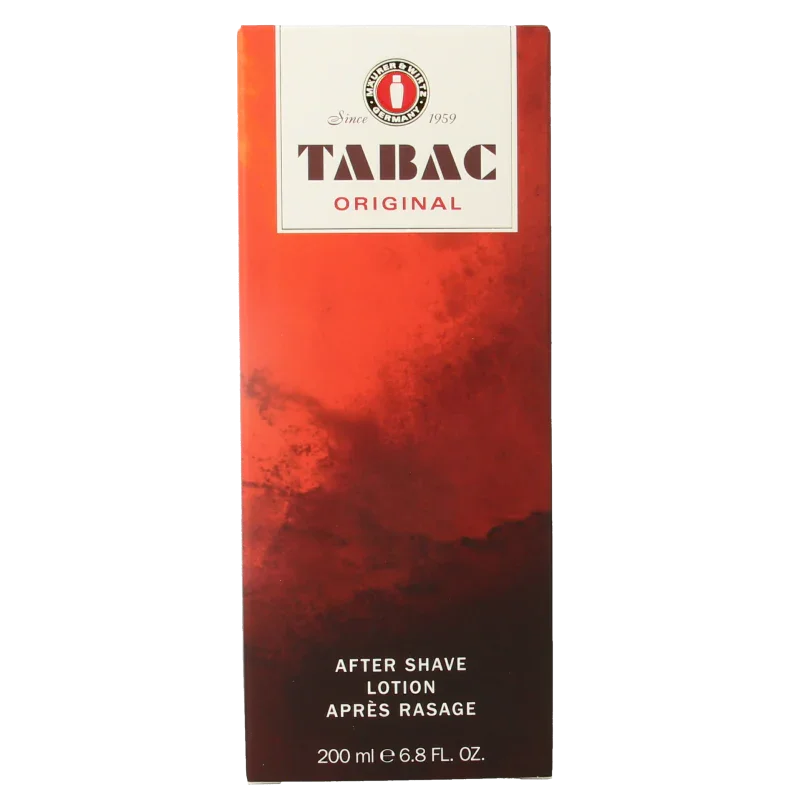 MÄURER & WIRTZ
GERMANY
Since 1959
TABAC
ORIGINAL
AFTER SHAVE
LOTION
APRÈS RASAGE
200 ml ℮ 6.8 FL. OZ.